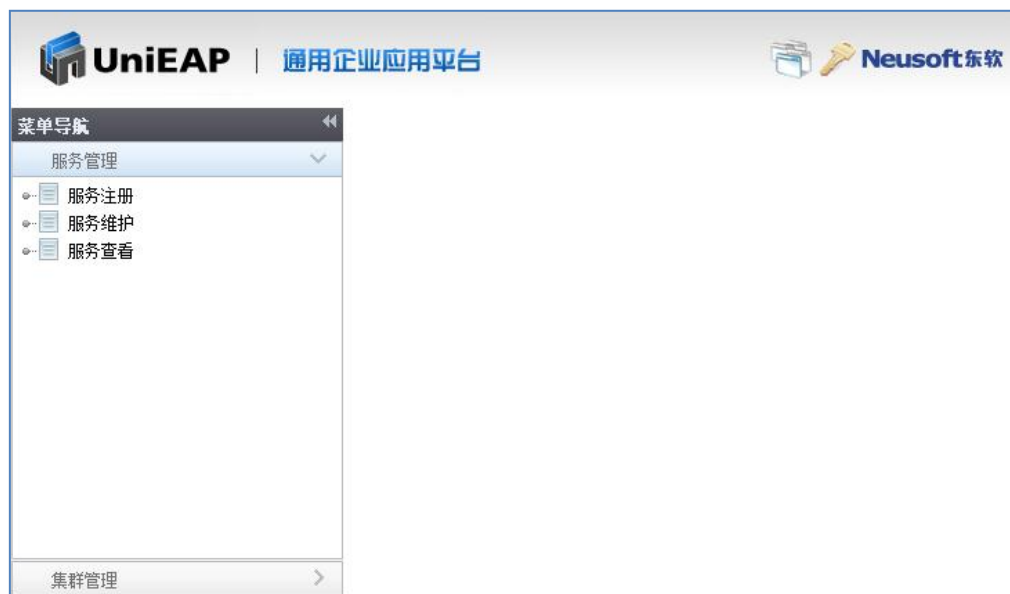 UniEAP | 通用企业应用平台
Neusoft东软
菜单导航
服务管理
服务注册
服务维护
服务查看
集群管理